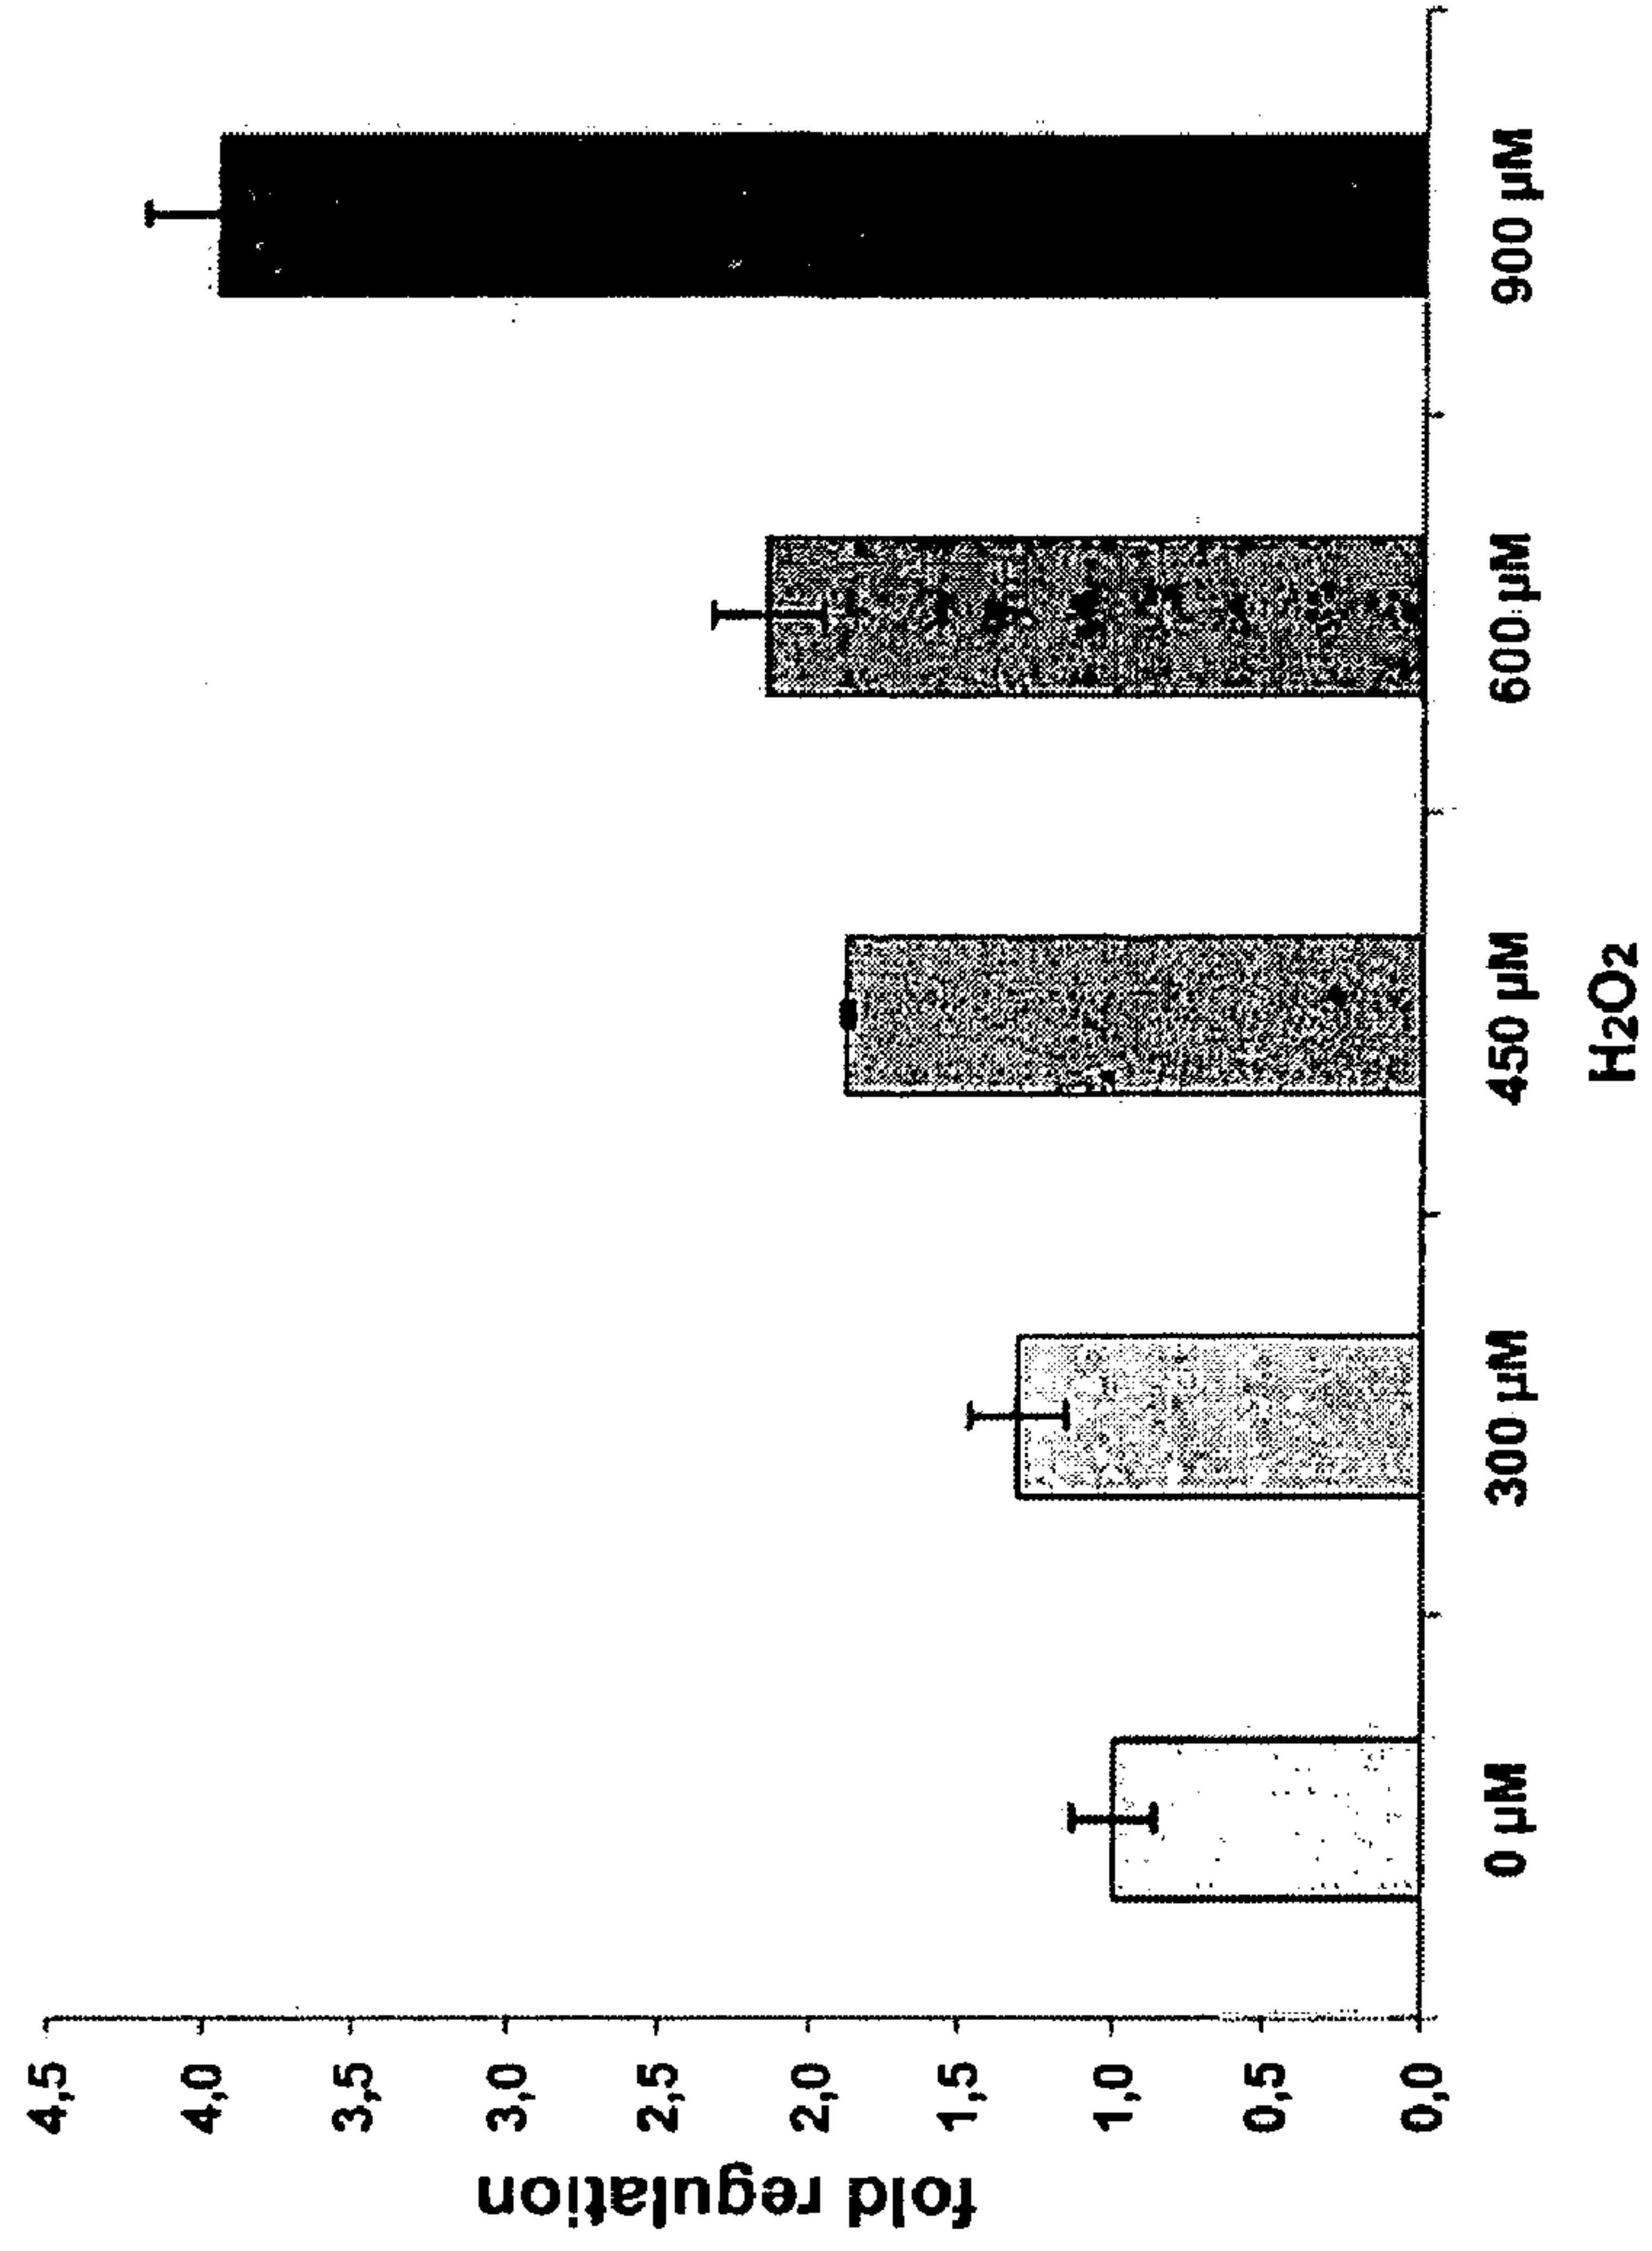 fold regulation
4,5
4,0
3,5
3,0
2,5
2,0
1,5
1,0
0,5
0,0
0 µM
300 µM
450 µM
600 µM
900 µM
H2O2